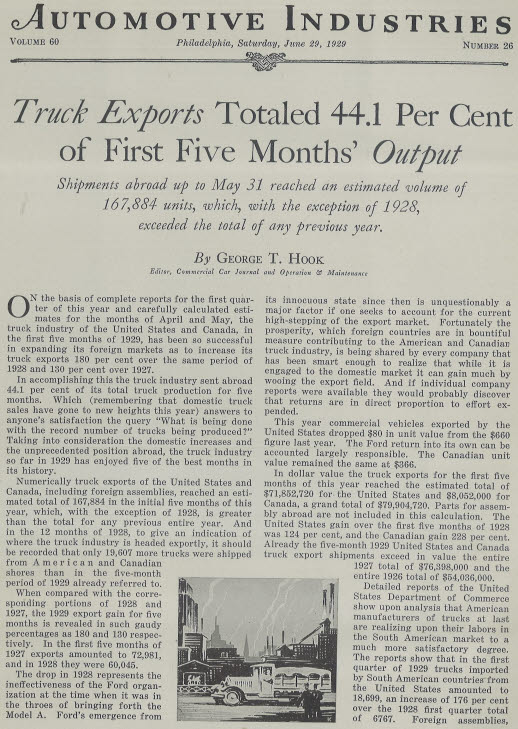 AUTOMOTIVE INDUSTRIES
VOLUME 60
Philadelphia, Saturday, June 29, 1929
NUMBER 26
Truck Exports Totaled 44.1 Per Cent
of First Five Months' Output
Shipments abroad up to May 31 reached an estimated volume of
167,884 units, which, with the exception of 1928,
exceeded the total of any previous year.
By GEORGE T. HOOK
Editor, Commercial Car Journal and Operation & Maintenance
ON the basis of complete reports for the first quar-
ter of this year and carefully calculated esti-
mates for the months of April and May, the
truck industry of the United States and Canada, in
the first five months of 1929, has been so successful
in expanding its foreign markets as to increase its
truck exports 180 per cent over the same period of
1928 and 130 per cent over 1927.
In accomplishing this the truck industry sent abroad
44.1 per cent of its total truck production for five
months. Which (remembering that domestic truck
sales have gone to new heights this year) answers to
anyone's satisfaction the query "What is being done
with the record number of trucks being produced?"
Taking into consideration the domestic increases and
the unprecedented position abroad, the truck industry
so far in 1929 has enjoyed five of the best months in
its history.
Numerically truck exports of the United States and
Canada, including foreign assemblies, reached an esti-
mated total of 167,884 in the initial five months of this
year, which, with the exception of 1928, is greater
than the total for any previous entire year. And
in the 12 months of 1928, to give an indication of
where the truck industry is headed exportly, it should
be recorded that only 19,607 more trucks were shipped
from American and Canadian
shores than in the five-month
period of 1929 already referred to.
When compared with the corre-
sponding portions of 1928 and
1927, the 1929 export gain for five
months is revealed in such gaudy
percentages as 180 and 130 respec-
tively. In the first five months of
1927 exports amounted to 72,981,
and in 1928 they were 60,045.
The drop in 1928 represents the
ineffectiveness of the Ford organ-
ization at the time when it was in
the throes of bringing forth the
Model A. Ford's emergence from
its innocuous state since then is unquestionably a
major factor if one seeks to account for the current
high-stepping of the export market. Fortunately the
prosperity, which foreign countries are in bountiful
measure contributing to the American and Canadian
truck industry, is being shared by every company that
has been smart enough to realize that while it is
engaged to the domestic market it can gain much by
wooing the export field. And if individual company
reports were available they would probably discover
that returns are in direct proportion to effort ex-
pended.
This year commercial vehicles exported by the
United States dropped $80 in unit value from the $660
figure last year. The Ford return into its own can be
accounted largely responsible. The Canadian unit
value remained the same at $366.
In dollar value the truck exports for the first five
months of this year reached the estimated total of
$71,852,720 for the United States and $8,052,000 for
Canada, a grand total of $79,904,720. Parts for assem-
bly abroad are not included in this calculation. The
United States gain over the first five months of 1928
was 124 per cent, and the Canadian gain 228 per cent.
Already the five-month 1929 United States and Canada
truck export shipments exceed in value the entire
1927 total of $76,398,000 and the
entire 1926 total of $54,036,000.
Detailed reports of the United
States Department of Commerce
show upon analysis that American
manufacturers of trucks at last
are realizing upon their labors in
the South American market to a
much more satisfactory degree.
The reports show that in the first
quarter of 1929 trucks imported
by South American countries from
the United States amounted to
18,699, an increase of 176 per cent
over the 1928 first quarter total
of 6767. Foreign assemblies,